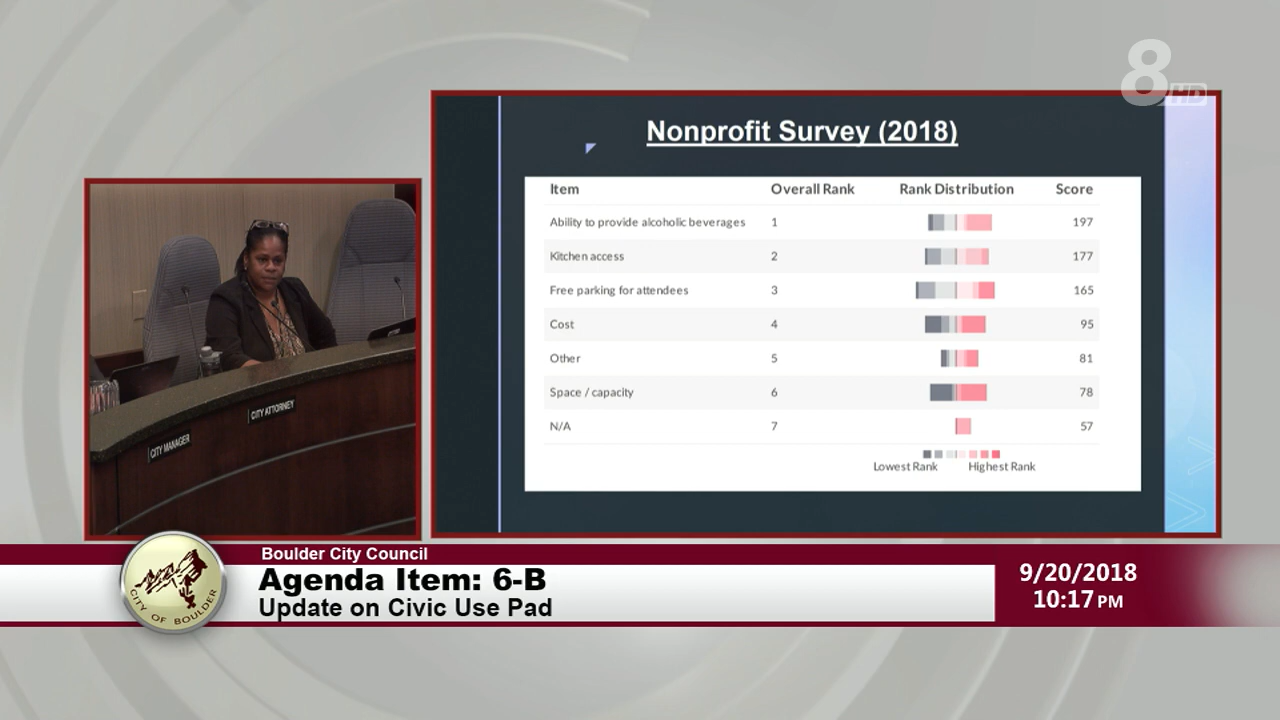 8 HD
Nonprofit Survey (2018)
Item Overall Rank Rank Distribution Score
Ability to provide alcoholic beverages 1 197
Kitchen access 2 177
Free parking for attendees 3 165
Cost 4 95
Other 5 81
Space / capacity 6 78
N/A 7 57
Lowest Rank Highest Rank
CITY MANAGER
CITY ATTORNEY
Boulder City Council
Agenda Item: 6-B
Update on Civic Use Pad
9/20/2018
10:17 PM
CITY OF BOULDER